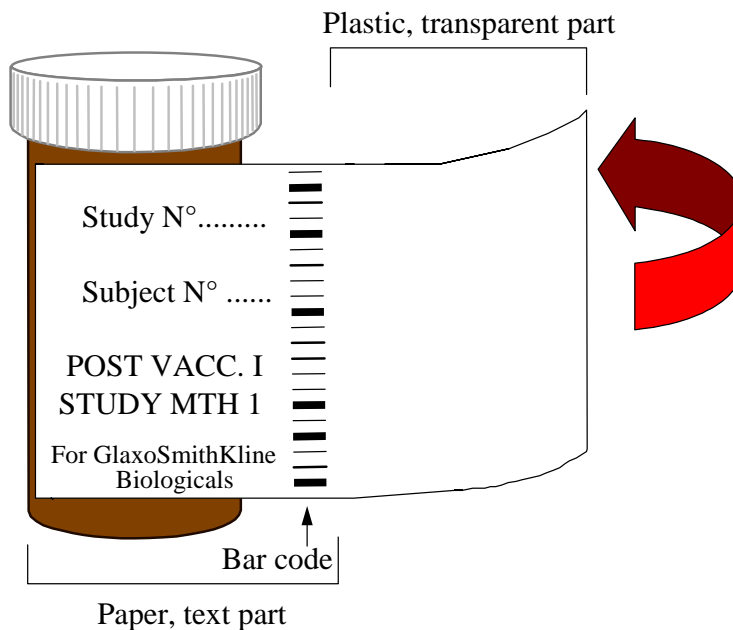 Plastic, transparent part
Study N°.........
Subject N° ......
POST VACC. I
STUDY MTH 1
For GlaxoSmithKline
Biologicals
Bar code
Paper, text part